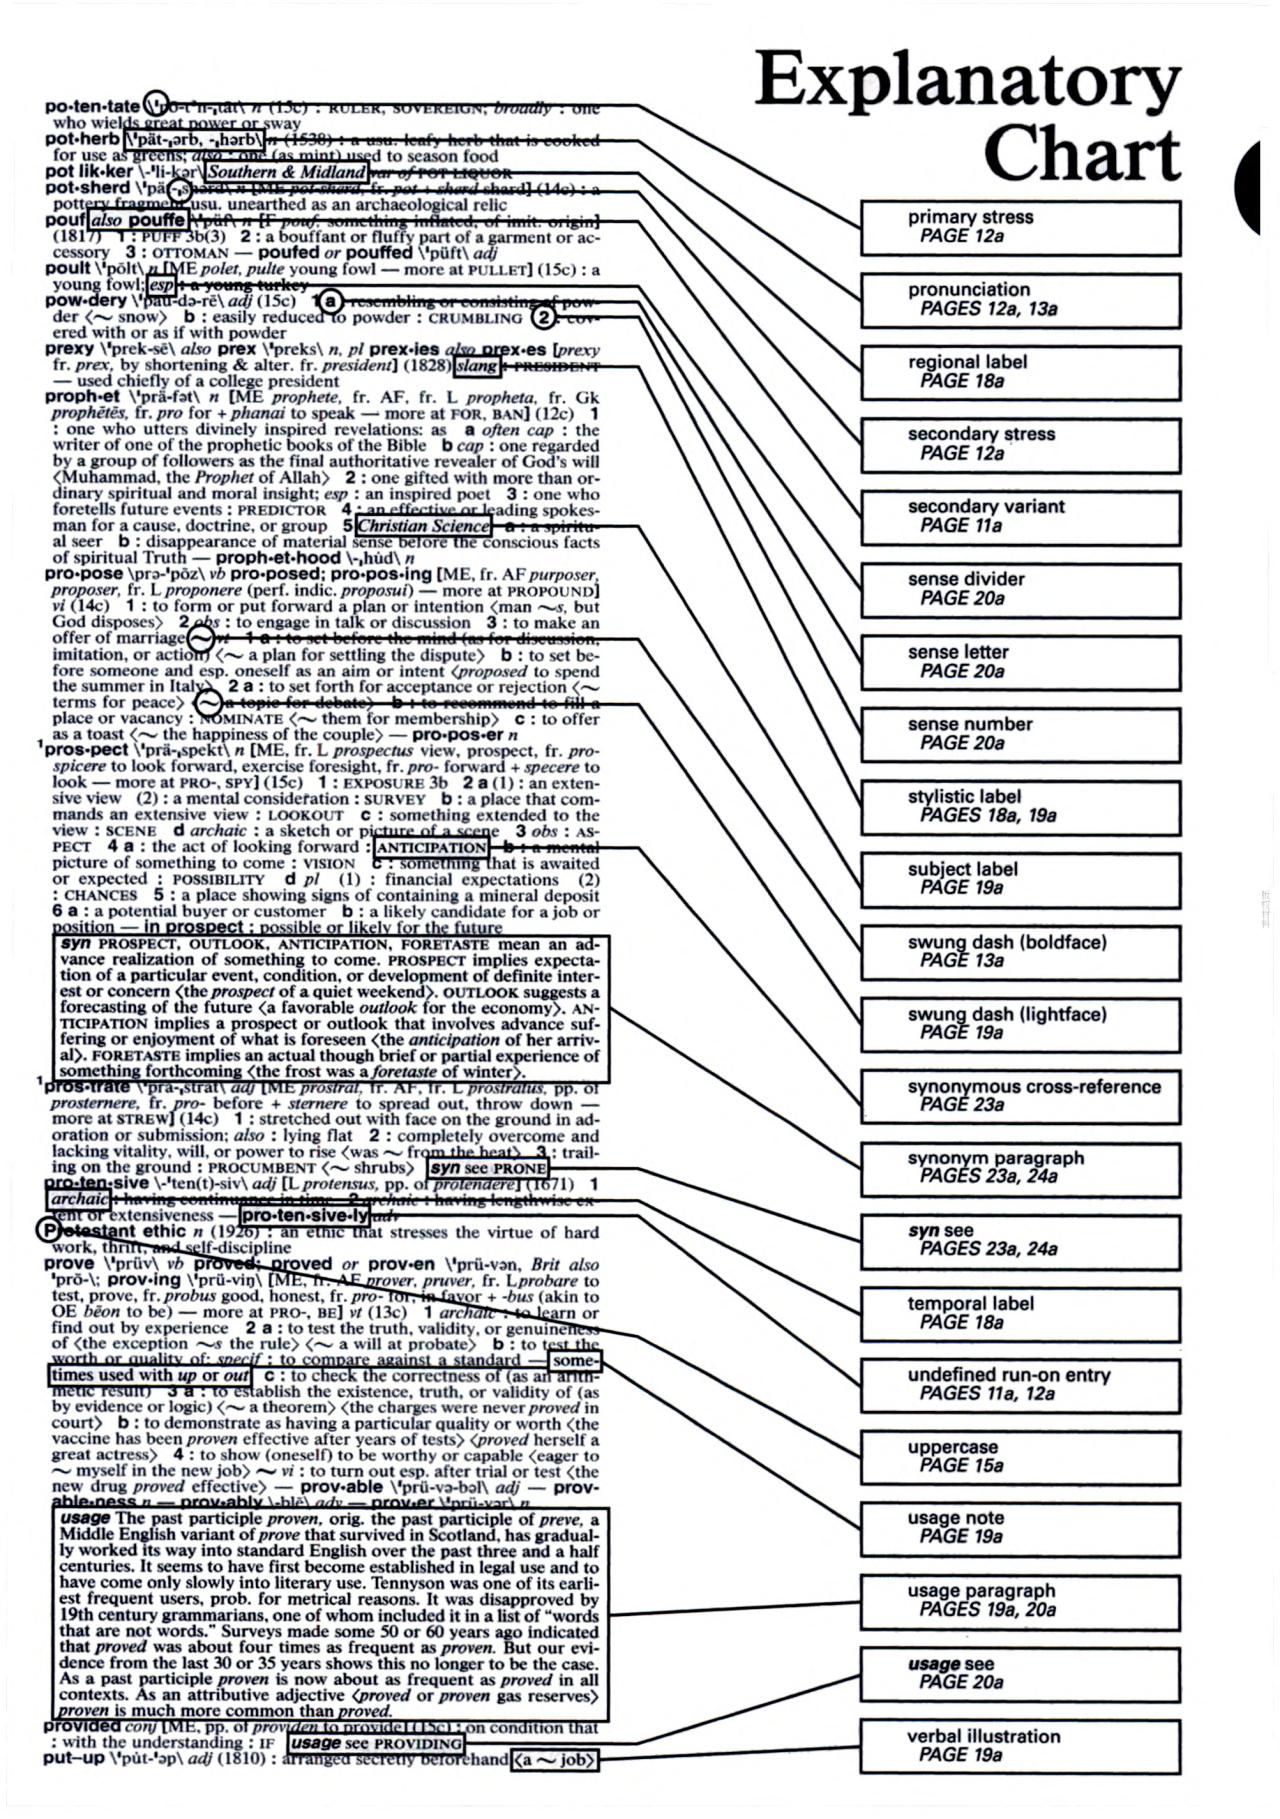 Explanatory
Chart
po•ten•tate \ˈpō-tᵊn-ˌtāt\ n (15c) : RULER, SOVEREIGN; broadly : one
who wields great power or sway
pot•herb \ˈpät-ˌərb, -ˌhərb\ n (1538) : a usu. leafy herb that is cooked
for use as greens; also : one (as mint) used to season food
pot lik•ker \-ˈli-kər\ Southern & Midland var of POT LIQUOR
pot•sherd \ˈpät-ˌshərd\ n [ME pot-sherd, fr. pot + sherd shard] (14c) : a
pottery fragment usu. unearthed as an archaeological relic
pouf also pouffe \ˈpüf\ n [F pouf, something inflated, of imit. origin]
(1817) 1 : PUFF 3b(3) 2 : a bouffant or fluffy part of a garment or ac-
cessory 3 : OTTOMAN — poufed or pouffed \ˈpüft\ adj
poult \ˈpōlt\ n [ME polet, pulte young fowl — more at PULLET] (15c) : a
young fowl; esp : a young turkey
pow•dery \ˈpau̇-də-rē\ adj (15c) 1 a : resembling or consisting of pow-
der ⟨~ snow⟩ b : easily reduced to powder : CRUMBLING 2 : cov-
ered with or as if with powder
prexy \ˈprek-sē\ also prex \ˈpreks\ n, pl prex•ies also prex•es [prexy
fr. prex, by shortening & alter. fr. president] (1828) slang : PRESIDENT
— used chiefly of a college president
proph•et \ˈprä-fət\ n [ME prophete, fr. AF, fr. L propheta, fr. Gk
prophētēs, fr. pro for + phanai to speak — more at FOR, BAN] (12c) 1
: one who utters divinely inspired revelations: as a often cap : the
writer of one of the prophetic books of the Bible b cap : one regarded
by a group of followers as the final authoritative revealer of God's will
⟨Muhammad, the Prophet of Allah⟩ 2 : one gifted with more than or-
dinary spiritual and moral insight; esp : an inspired poet 3 : one who
foretells future events : PREDICTOR 4 : an effective or leading spokes-
man for a cause, doctrine, or group 5 Christian Science a : a spiritu-
al seer b : disappearance of material sense before the conscious facts
of spiritual Truth — proph•et•hood \-ˌhu̇d\ n
pro•pose \prə-ˈpōz\ vb pro•posed; pro•pos•ing [ME, fr. AF purposer,
proposer, fr. L proponere (perf. indic. proposui) — more at PROPOUND]
vi (14c) 1 : to form or put forward a plan or intention ⟨man ~s, but
God disposes⟩ 2 obs : to engage in talk or discussion 3 : to make an
offer of marriage ~ vt 1 a : to set before the mind (as for discussion,
imitation, or action) ⟨~ a plan for settling the dispute⟩ b : to set be-
fore someone and esp. oneself as an aim or intent ⟨proposed to spend
the summer in Italy⟩ 2 a : to set forth for acceptance or rejection ⟨~
terms for peace⟩ ⟨~ a topic for debate⟩ b : to recommend to fill a
place or vacancy : NOMINATE ⟨~ them for membership⟩ c : to offer
as a toast ⟨~ the happiness of the couple⟩ — pro•pos•er n
¹pros•pect \ˈprä-ˌspekt\ n [ME, fr. L prospectus view, prospect, fr. pro-
spicere to look forward, exercise foresight, fr. pro- forward + specere to
look — more at PRO-, SPY] (15c) 1 : EXPOSURE 3b 2 a (1) : an exten-
sive view (2) : a mental consideration : SURVEY b : a place that com-
mands an extensive view : LOOKOUT c : something extended to the
view : SCENE d archaic : a sketch or picture of a scene 3 obs : AS-
PECT 4 a : the act of looking forward : ANTICIPATION b : a mental
picture of something to come : VISION c : something that is awaited
or expected : POSSIBILITY d pl (1) : financial expectations (2)
: CHANCES 5 : a place showing signs of containing a mineral deposit
6 a : a potential buyer or customer b : a likely candidate for a job or
position — in prospect : possible or likely for the future
syn PROSPECT, OUTLOOK, ANTICIPATION, FORETASTE mean an ad-
vance realization of something to come. PROSPECT implies expecta-
tion of a particular event, condition, or development of definite inter-
est or concern ⟨the prospect of a quiet weekend⟩. OUTLOOK suggests a
forecasting of the future ⟨a favorable outlook for the economy⟩. AN-
TICIPATION implies a prospect or outlook that involves advance suf-
fering or enjoyment of what is foreseen ⟨the anticipation of her arriv-
al⟩. FORETASTE implies an actual though brief or partial experience of
something forthcoming ⟨the frost was a foretaste of winter⟩.
¹pros•trate \ˈprä-ˌstrāt\ adj [ME prostrat, fr. AF, fr. L prostratus, pp. of
prosternere, fr. pro- before + sternere to spread out, throw down —
more at STREW] (14c) 1 : stretched out with face on the ground in ad-
oration or submission; also : lying flat 2 : completely overcome and
lacking vitality, will, or power to rise ⟨was ~ from the heat⟩ 3 : trail-
ing on the ground : PROCUMBENT ⟨~ shrubs⟩ syn see PRONE
pro•ten•sive \-ˈten(t)-siv\ adj [L protensus, pp. of protendere] (1671) 1
archaic : having continuance in time 2 archaic : having lengthwise ex-
tent or extensiveness — pro•ten•sive•ly adv
Protestant ethic n (1926) : an ethic that stresses the virtue of hard
work, thrift, and self-discipline
prove \ˈprüv\ vb proved; proved or prov•en \ˈprü-vən, Brit also
ˈprō-\; prov•ing \ˈprü-viŋ\ [ME, fr. AF prover, pruver, fr. L probare to
test, prove, fr. probus good, honest, fr. pro- for, in favor + -bus (akin to
OE bēon to be) — more at PRO-, BE] vt (13c) 1 archaic : to learn or
find out by experience 2 a : to test the truth, validity, or genuineness
of ⟨the exception ~s the rule⟩ ⟨~ a will at probate⟩ b : to test the
worth or quality of; specif : to compare against a standard — some-
times used with up or out c : to check the correctness of (as an arith-
metic result) 3 a : to establish the existence, truth, or validity of (as
by evidence or logic) ⟨~ a theorem⟩ ⟨the charges were never proved in
court⟩ b : to demonstrate as having a particular quality or worth ⟨the
vaccine has been proven effective after years of tests⟩ ⟨proved herself a
great actress⟩ 4 : to show (oneself) to be worthy or capable ⟨eager to
~ myself in the new job⟩ ~ vi : to turn out esp. after trial or test ⟨the
new drug proved effective⟩ — prov•able \ˈprü-və-bəl\ adj — prov-
able•ness n — prov•ably \-blē\ adv — prov•er \ˈprü-vər\ n
usage The past participle proven, orig. the past participle of preve, a
Middle English variant of prove that survived in Scotland, has gradual-
ly worked its way into standard English over the past three and a half
centuries. It seems to have first become established in legal use and to
have come only slowly into literary use. Tennyson was one of its earli-
est frequent users, prob. for metrical reasons. It was disapproved by
19th century grammarians, one of whom included it in a list of "words
that are not words." Surveys made some 50 or 60 years ago indicated
that proved was about four times as frequent as proven. But our evi-
dence from the last 30 or 35 years shows this no longer to be the case.
As a past participle proven is now about as frequent as proved in all
contexts. As an attributive adjective ⟨proved or proven gas reserves⟩
proven is much more common than proved.
provided conj [ME, pp. of providen to provide] (15c) : on condition that
: with the understanding : IF usage see PROVIDING
put–up \ˈpu̇t-ˈəp\ adj (1810) : arranged secretly beforehand ⟨a ~ job⟩
primary stress
PAGE 12a
pronunciation
PAGES 12a, 13a
regional label
PAGE 18a
secondary stress
PAGE 12a
secondary variant
PAGE 11a
sense divider
PAGE 20a
sense letter
PAGE 20a
sense number
PAGE 20a
stylistic label
PAGES 18a, 19a
subject label
PAGE 19a
swung dash (boldface)
PAGE 13a
swung dash (lightface)
PAGE 19a
synonymous cross-reference
PAGE 23a
synonym paragraph
PAGES 23a, 24a
syn see
PAGES 23a, 24a
temporal label
PAGE 18a
undefined run-on entry
PAGES 11a, 12a
uppercase
PAGE 15a
usage note
PAGE 19a
usage paragraph
PAGES 19a, 20a
usage see
PAGE 20a
verbal illustration
PAGE 19a